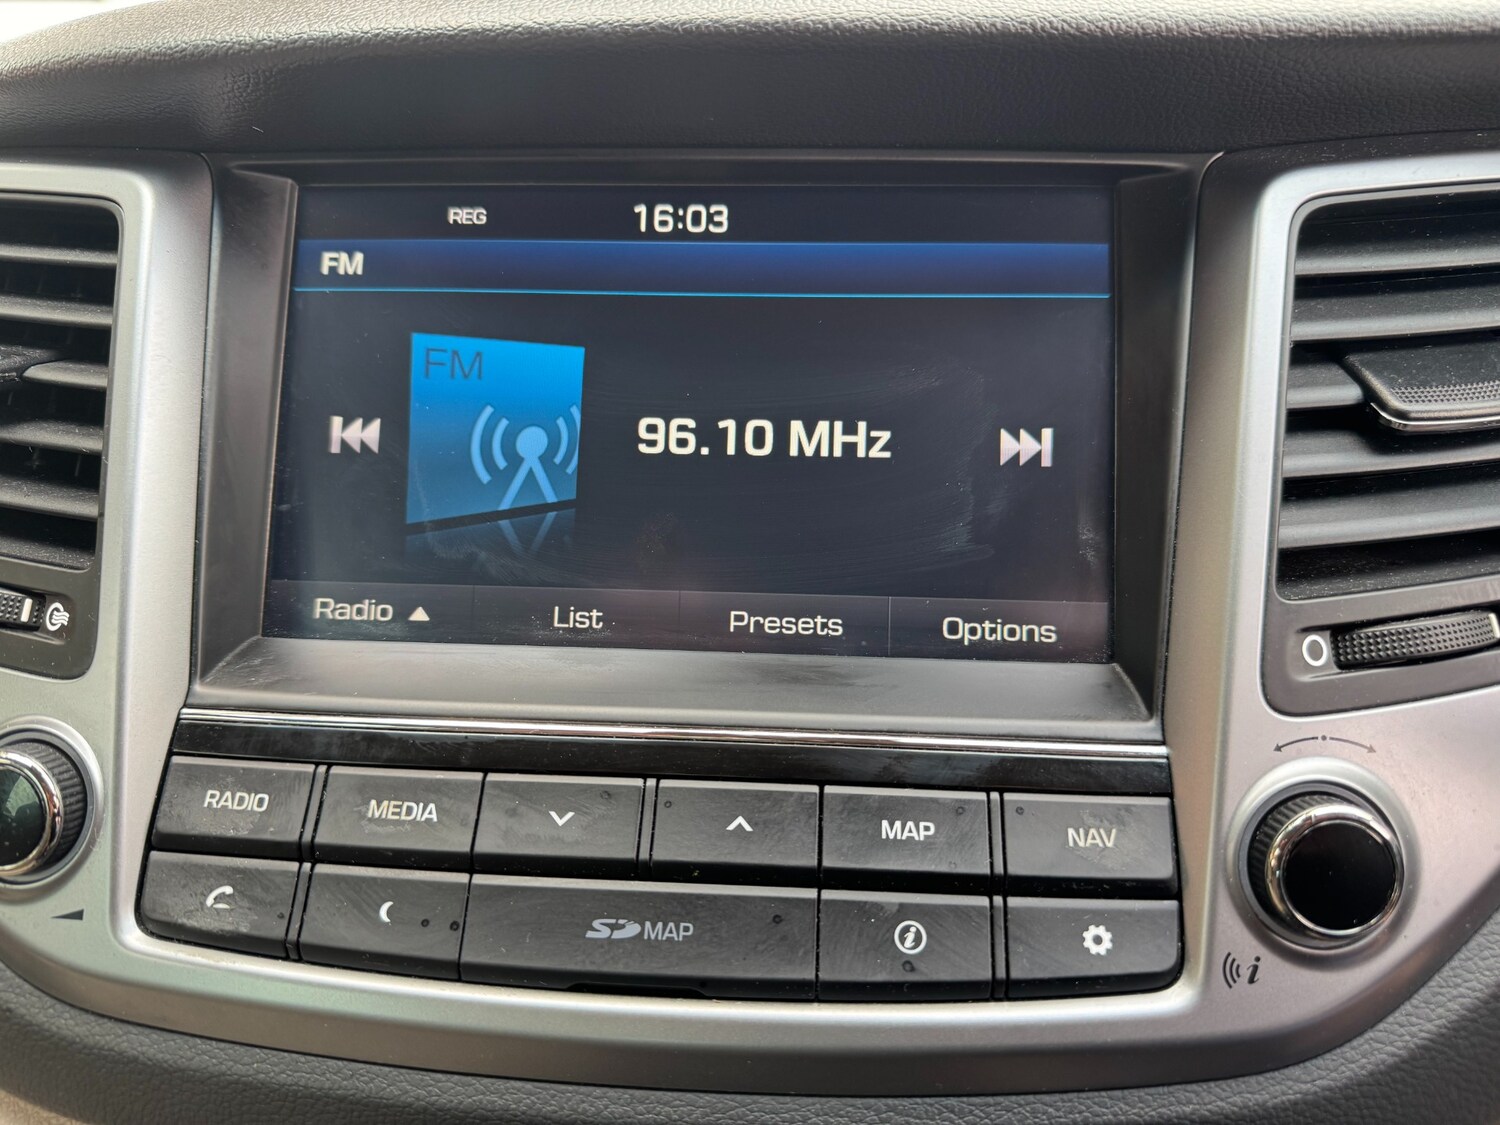 REG 16:03
FM
FM
96.10 MHz
Radio List Presets Options
RADIO MEDIA MAP NAV
SD MAP
i
i